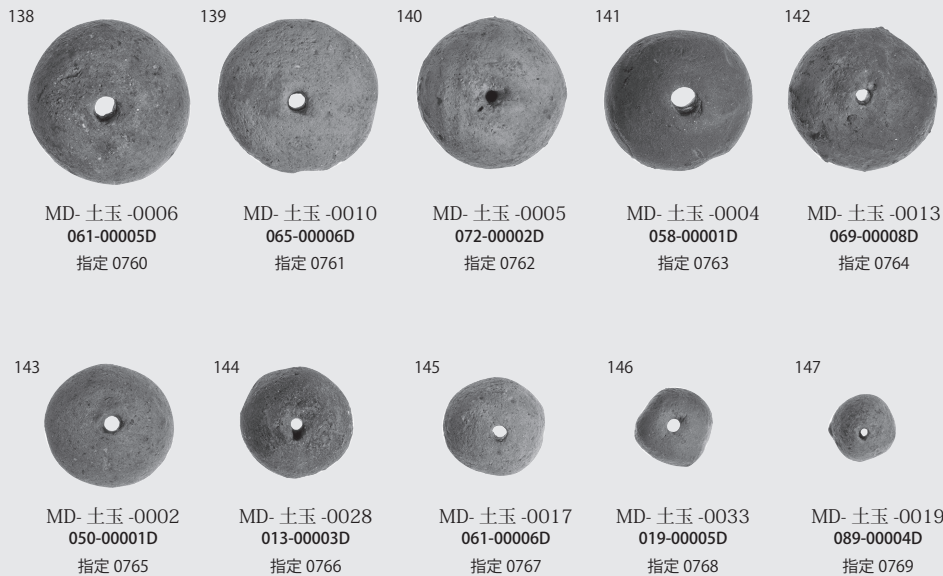 138
139
140
141
142
MD- 土玉 -0006
MD- 土玉 -0010
MD- 土玉 -0005
MD- 土玉 -0004
MD- 土玉 -0013
061-00005D
065-00006D
072-00002D
058-00001D
069-00008D
指定 0760
指定 0761
指定 0762
指定 0763
指定 0764
143
144
145
146
147
MD- 土玉 -0002
MD- 土玉 -0028
MD- 土玉 -0017
MD- 土玉 -0033
MD- 土玉 -0019
050-00001D
013-00003D
061-00006D
019-00005D
089-00004D
指定 0765
指定 0766
指定 0767
指定 0768
指定 0769